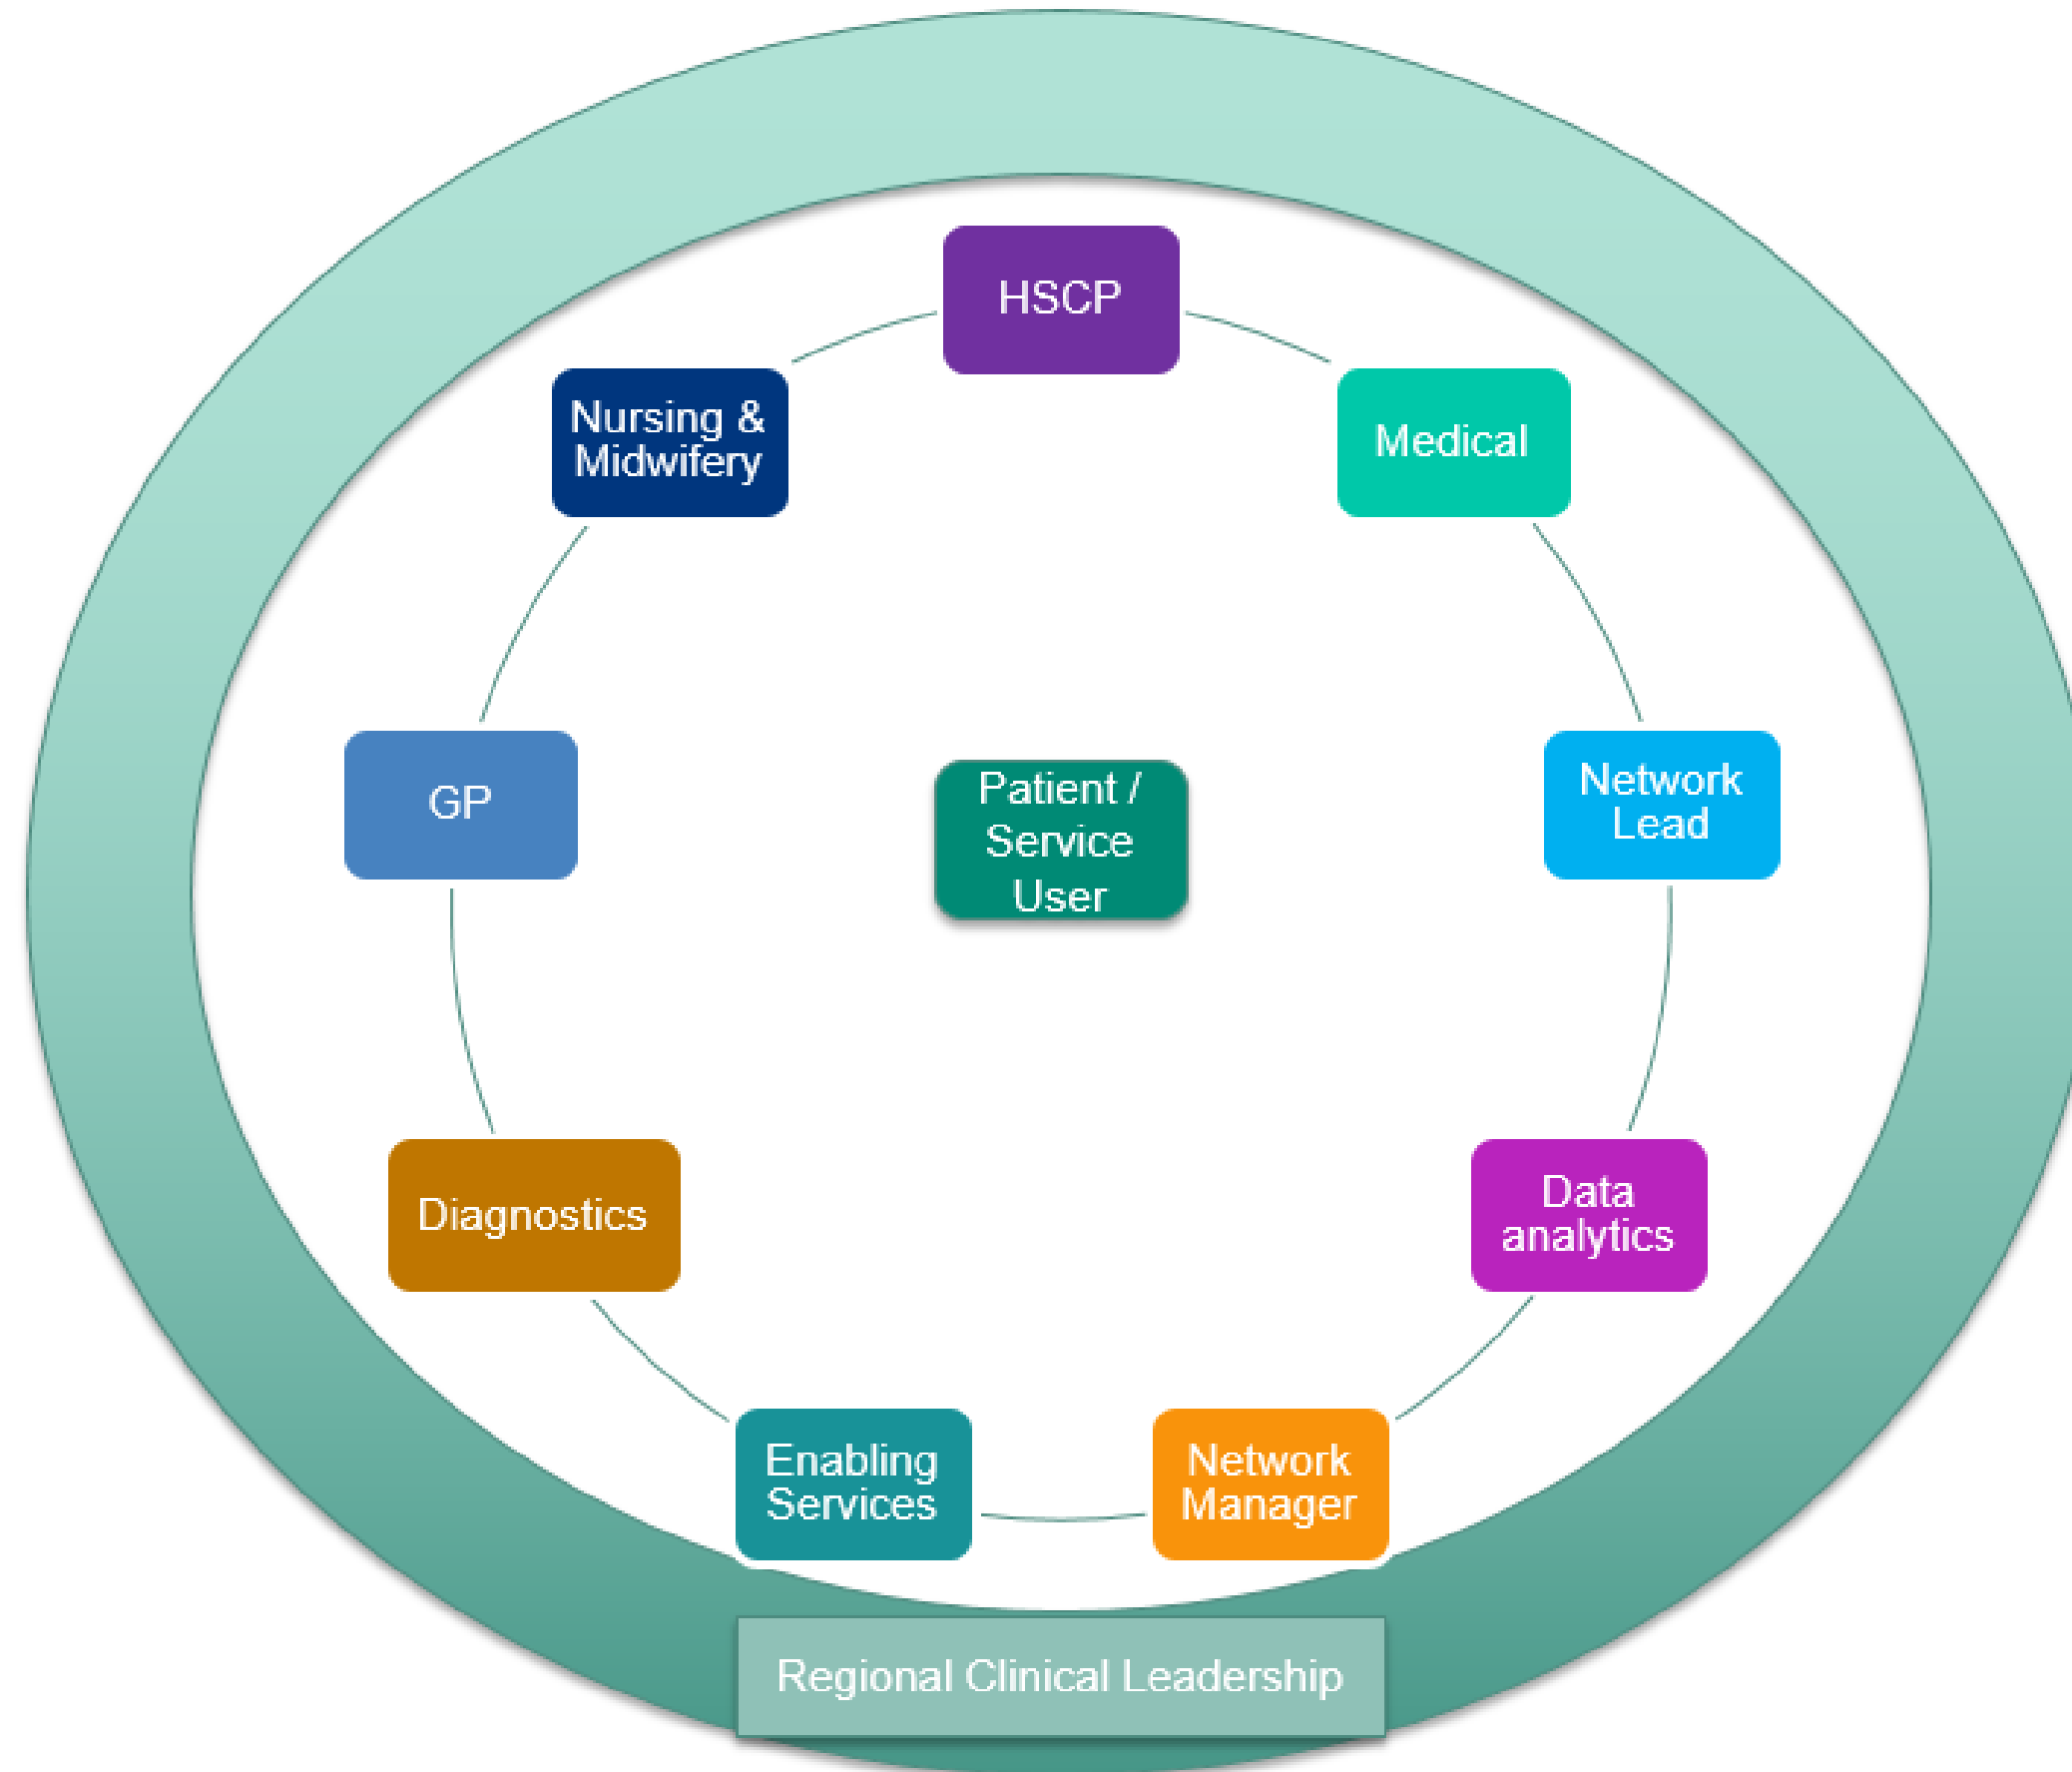 HSCP
Nursing &
Midwifery
Medical
GP
Patient /
Service
User
Network
Lead
Diagnostics
Data
analytics
Enabling
Services
Network
Manager
Regional Clinical Leadership